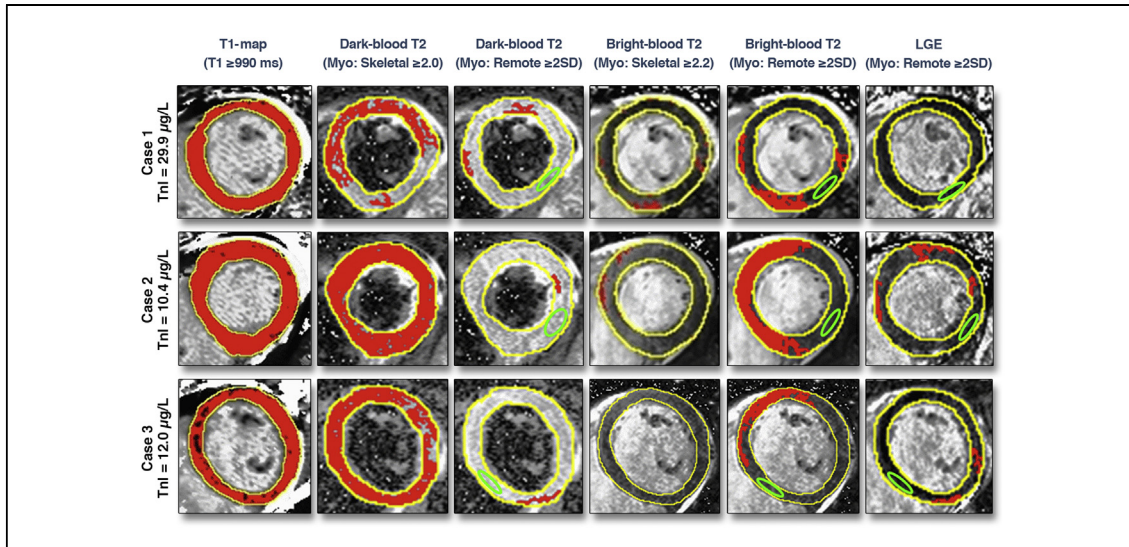 T1-map
(T1 ≥990 ms)
Dark-blood T2
(Myo: Skeletal ≥2.0)
Dark-blood T2
(Myo: Remote ≥2SD)
Bright-blood T2
(Myo: Skeletal ≥2.2)
Bright-blood T2
(Myo: Remote ≥2SD)
LGE
(Myo: Remote ≥2SD)
Case 1
TnI = 29.9 µg/L
Case 2
TnI = 10.4 µg/L
Case 3
TnI = 12.0 µg/L